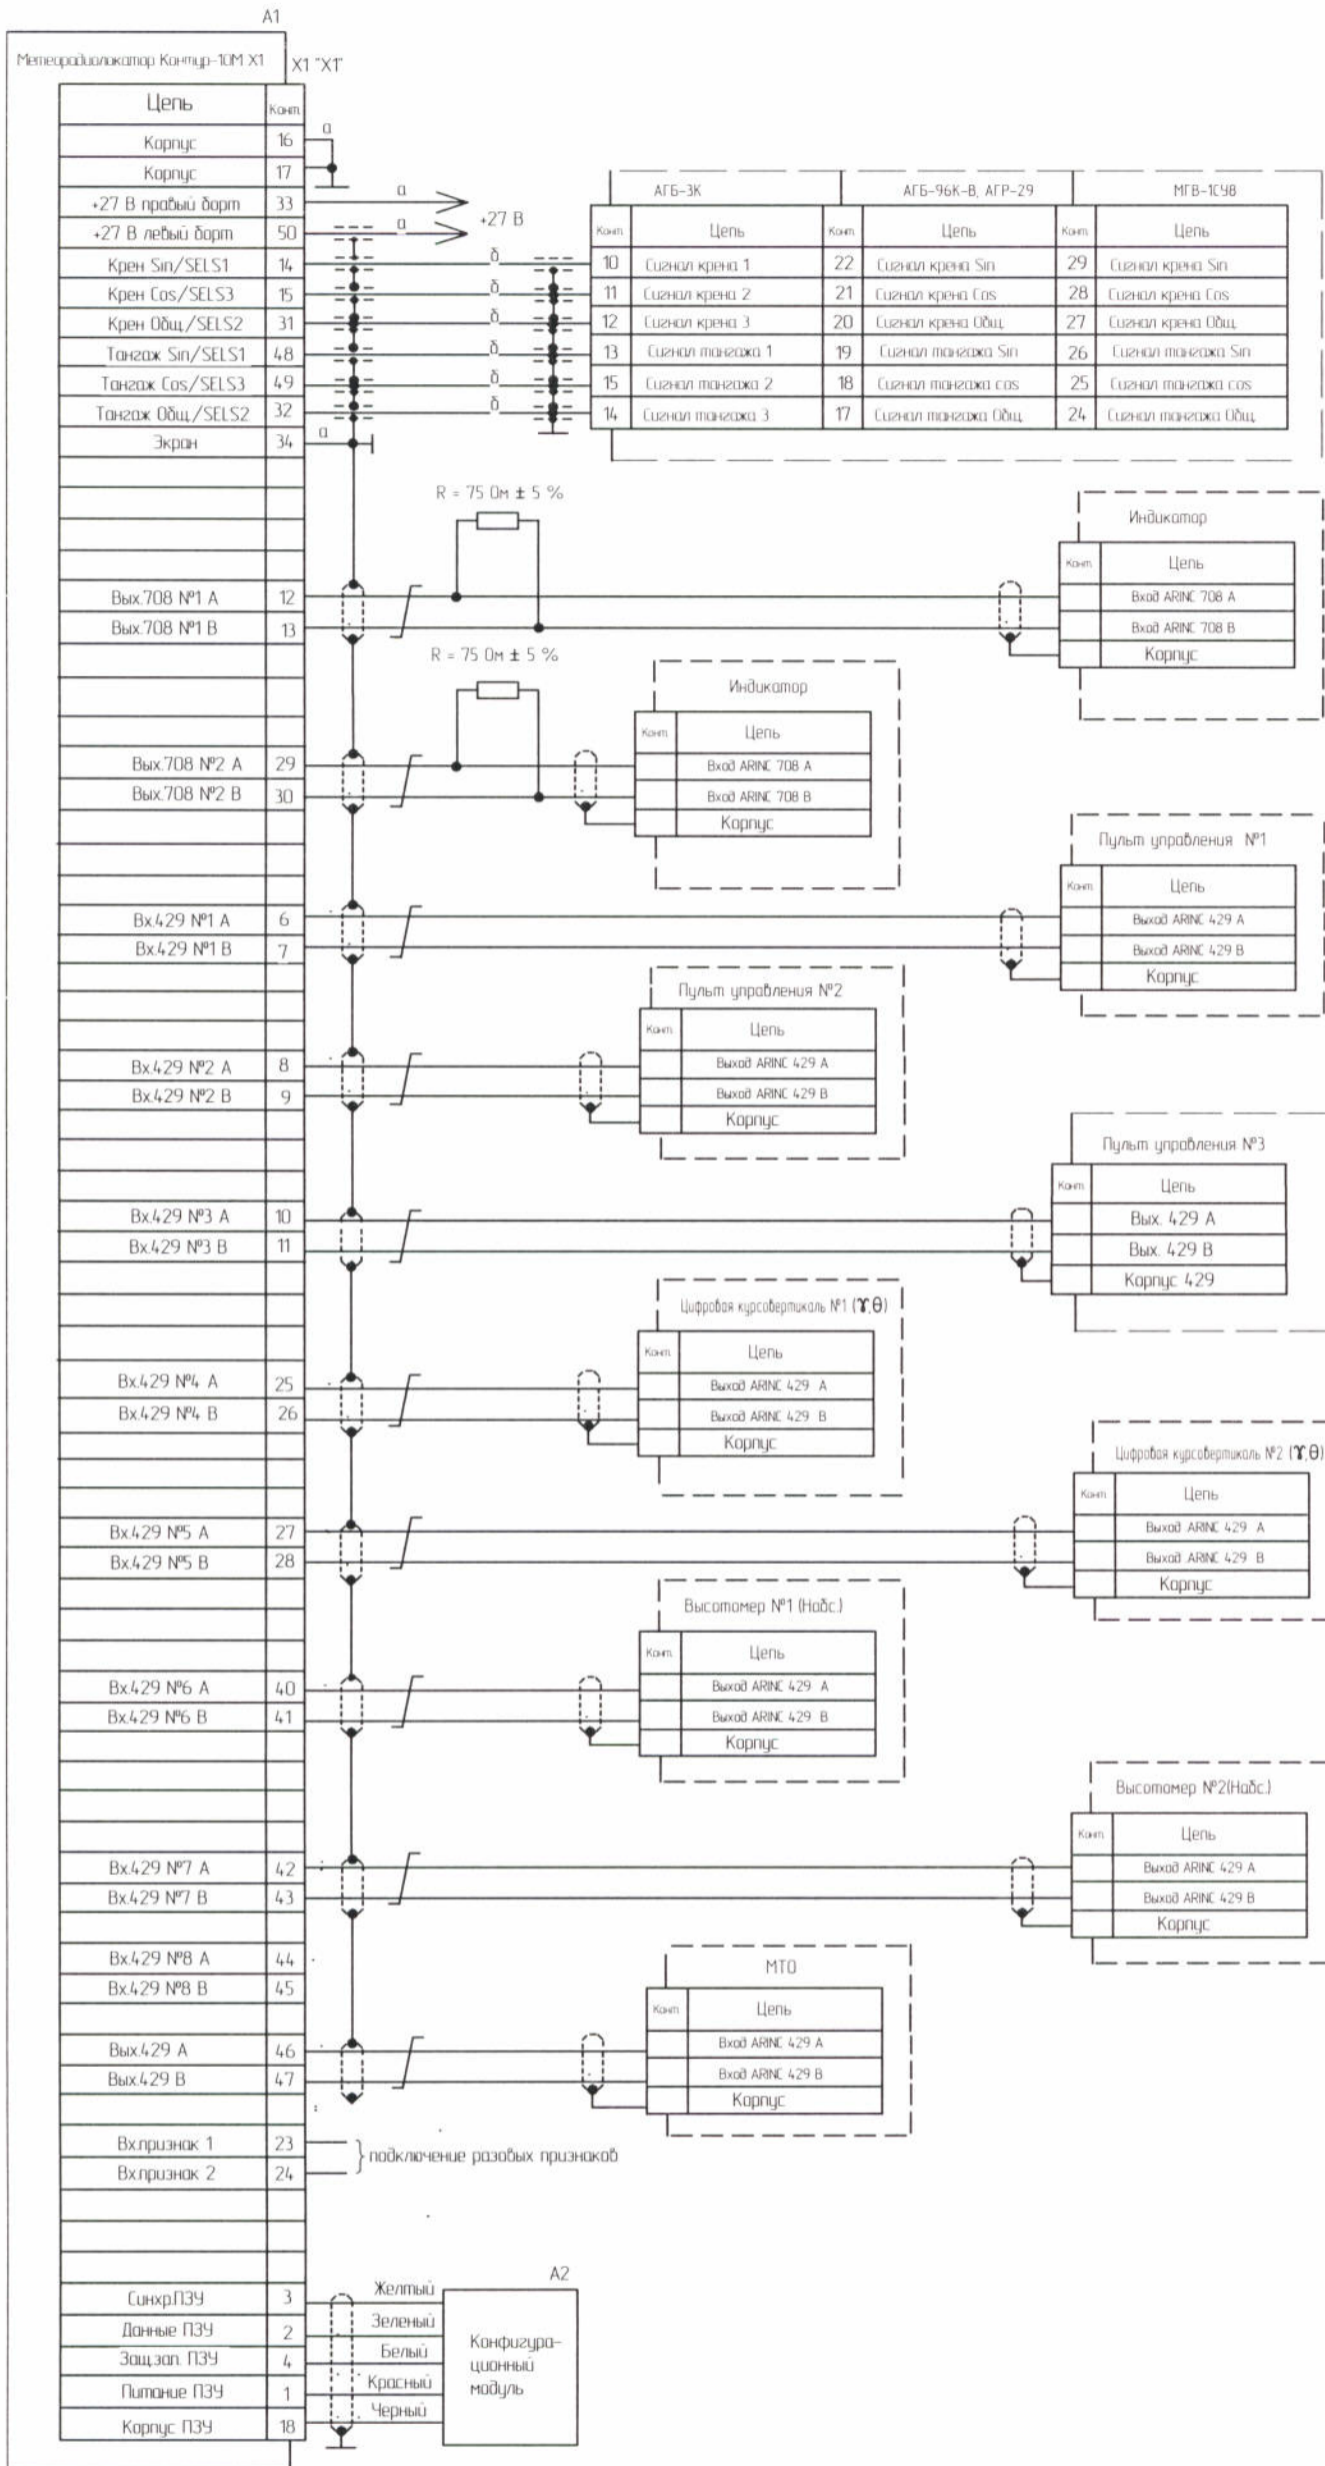 А1
Метеорадиолокатор Контур-10М Х1
Х1 "Х1"
Цепь Конт.
Корпус 16 а
Корпус 17
+27 В правый борт 33 а
+27 В левый борт 50 а +27 В
Крен Sin/SELS1 14 б
Крен Cos/SELS3 15 б
Крен Общ./SELS2 31 б
Тангаж Sin/SELS1 48 б
Тангаж Cos/SELS3 49 б
Тангаж Общ./SELS2 32 б
Экран 34 а
АГБ-3К АГБ-96К-В, АГР-29 МГВ-1СУ8
Конт. Цепь Конт. Цепь Конт. Цепь
10 Сигнал крена 1 22 Сигнал крена Sin 29 Сигнал крена Sin
11 Сигнал крена 2 21 Сигнал крена Cos 28 Сигнал крена Cos
12 Сигнал крена 3 20 Сигнал крена Общ. 27 Сигнал крена Общ.
13 Сигнал тангажа 1 19 Сигнал тангажа Sin 26 Сигнал тангажа Sin
15 Сигнал тангажа 2 18 Сигнал тангажа cos 25 Сигнал тангажа cos
14 Сигнал тангажа 3 17 Сигнал тангажа Общ. 24 Сигнал тангажа Общ.
R = 75 Ом ± 5 %
Вых.708 №1 А 12
Вых.708 №1 В 13
Индикатор
Конт. Цепь
Вход ARINC 708 А
Вход ARINC 708 В
Корпус
R = 75 Ом ± 5 %
Вых.708 №2 А 29
Вых.708 №2 В 30
Индикатор
Конт. Цепь
Вход ARINC 708 А
Вход ARINC 708 В
Корпус
Вх.429 №1 А 6
Вх.429 №1 В 7
Пульт управления №1
Конт. Цепь
Выход ARINC 429 А
Выход ARINC 429 В
Корпус
Вх.429 №2 А 8
Вх.429 №2 В 9
Пульт управления №2
Конт. Цепь
Выход ARINC 429 А
Выход ARINC 429 В
Корпус
Вх.429 №3 А 10
Вх.429 №3 В 11
Пульт управления №3
Конт. Цепь
Вых. 429 А
Вых. 429 В
Корпус 429
Вх.429 №4 А 25
Вх.429 №4 В 26
Цифровая курсовертикаль №1 (ϒ,θ)
Конт. Цепь
Выход ARINC 429 А
Выход ARINC 429 В
Корпус
Вх.429 №5 А 27
Вх.429 №5 В 28
Цифровая курсовертикаль №2 (ϒ,θ)
Конт. Цепь
Выход ARINC 429 А
Выход ARINC 429 В
Корпус
Вх.429 №6 А 40
Вх.429 №6 В 41
Высотомер №1 (Набс.)
Конт. Цепь
Выход ARINC 429 А
Выход ARINC 429 В
Корпус
Вх.429 №7 А 42
Вх.429 №7 В 43
Высотомер №2(Набс.)
Конт. Цепь
Выход ARINC 429 А
Выход ARINC 429 В
Корпус
Вх.429 №8 А 44
Вх.429 №8 В 45
Вых.429 А 46
Вых.429 В 47
МТО
Конт. Цепь
Вход ARINC 429 А
Вход ARINC 429 В
Корпус
Вх.признак 1 23
Вх.признак 2 24
подключение разовых признаков
Синхр.ПЗУ 3 Желтый
Данные ПЗУ 2 Зеленый
Защ.зап. ПЗУ 4 Белый
Питание ПЗУ 1 Красный
Корпус ПЗУ 18 Черный
А2
Конфигура-
ционный
модуль